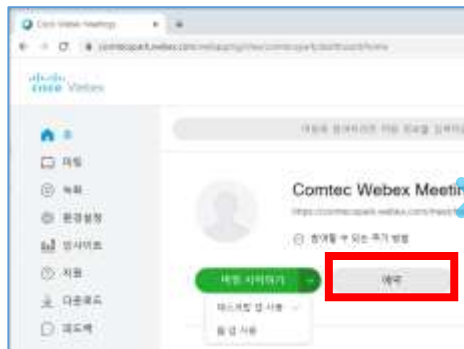 Cisco Webex Meetings
cisco Webex
홈
미팅
녹화
환경설정
인사이트
지원
다운로드
피드백
Comtec Webex Meetin
참여할 수 있는 추가 방법
미팅 시작하기
예약
데스크탑 앱 사용
웹 앱 사용